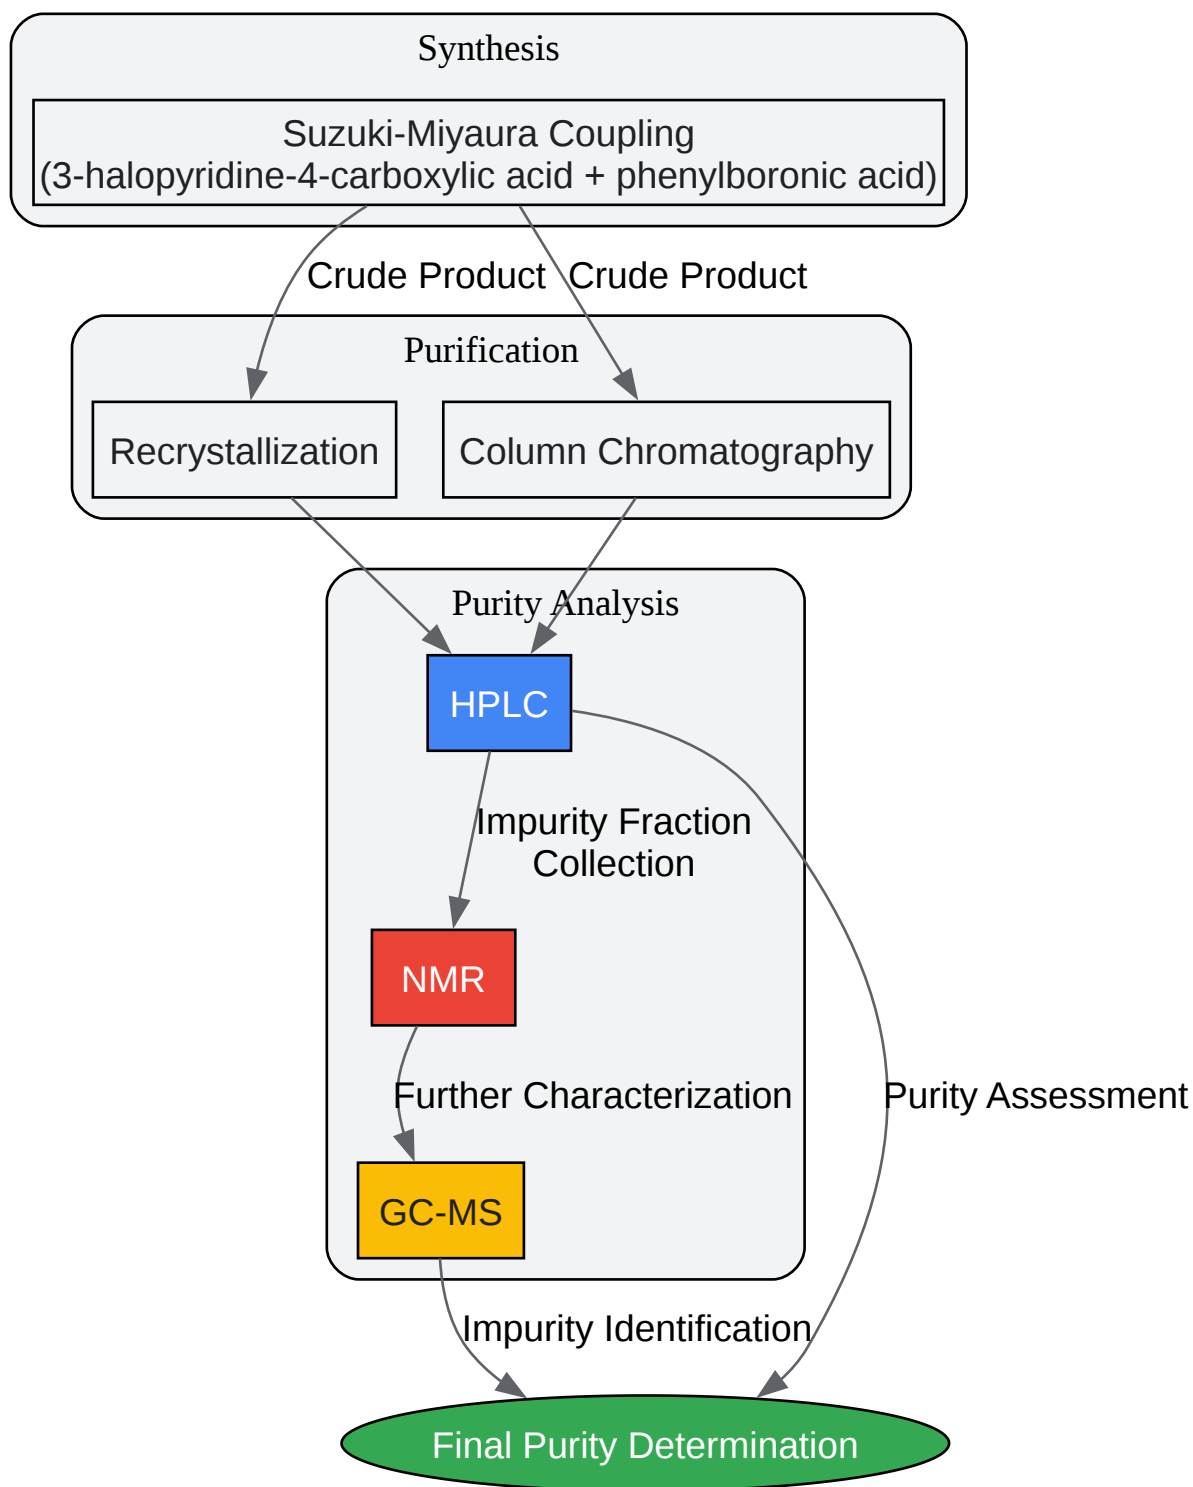 Synthesis
Suzuki-Miyaura Coupling
(3-halopyridine-4-carboxylic acid + phenylboronic acid)
Crude Product
Crude Product
Purification
Recrystallization
Column Chromatography
Purity Analysis
HPLC
Impurity Fraction
Collection
NMR
Further Characterization
Purity Assessment
GC-MS
Impurity Identification
Final Purity Determination